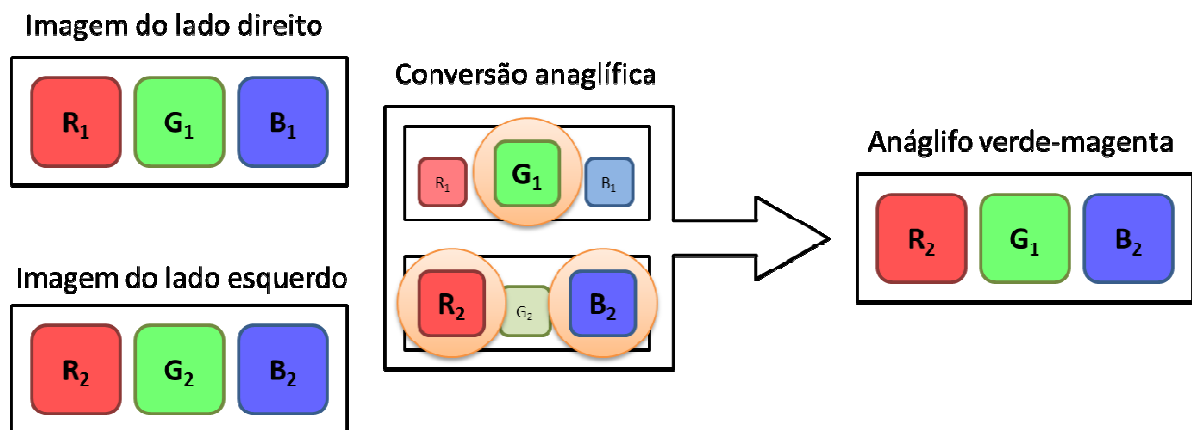 Imagem do lado direito
R₁ G₁ B₁
Imagem do lado esquerdo
R₂ G₂ B₂
Conversão anaglífica
R₁ G₁ B₁
R₂ G₂ B₂
Anáglifo verde-magenta
R₂ G₁ B₂